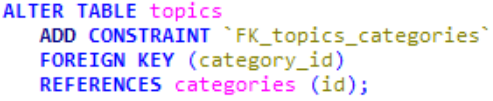 ALTER TABLE topics
ADD CONSTRAINT `FK_topics_categories`
FOREIGN KEY (category_id)
REFERENCES categories (id);